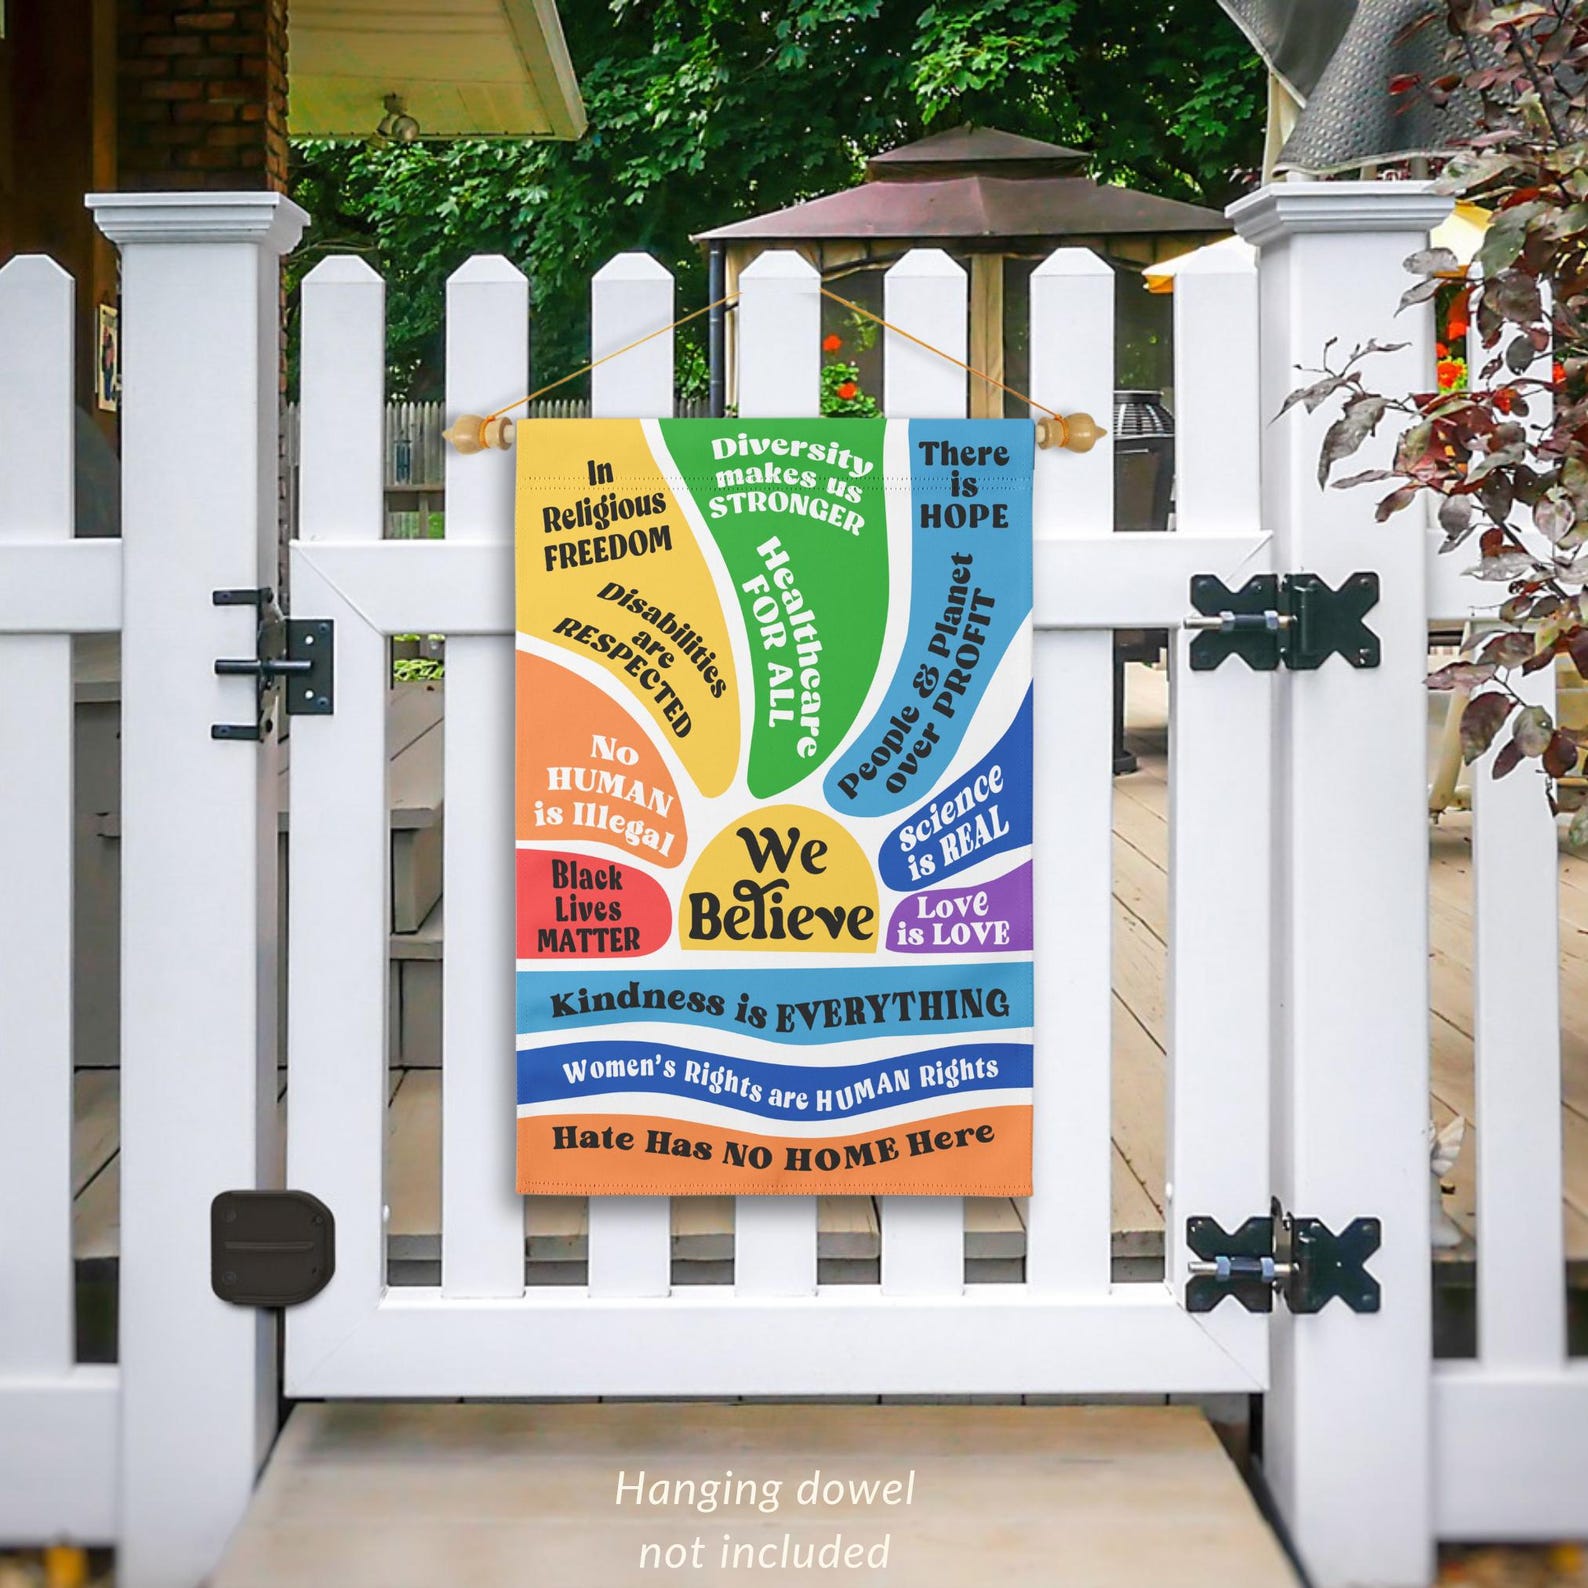 In
Religious
FREEDOM
Disabilities
are
RESPECTED
Diversity
makes us
STRONGER
Healthcare
FOR ALL
There
is
HOPE
People & Planet
over PROFIT
No
HUMAN
is Illegal
Science
is REAL
Black
Lives
MATTER
We
Believe
Love
is LOVE
Kindness is EVERYTHING
Women's Rights are HUMAN Rights
Hate Has NO HOME Here
Hanging dowel
not included